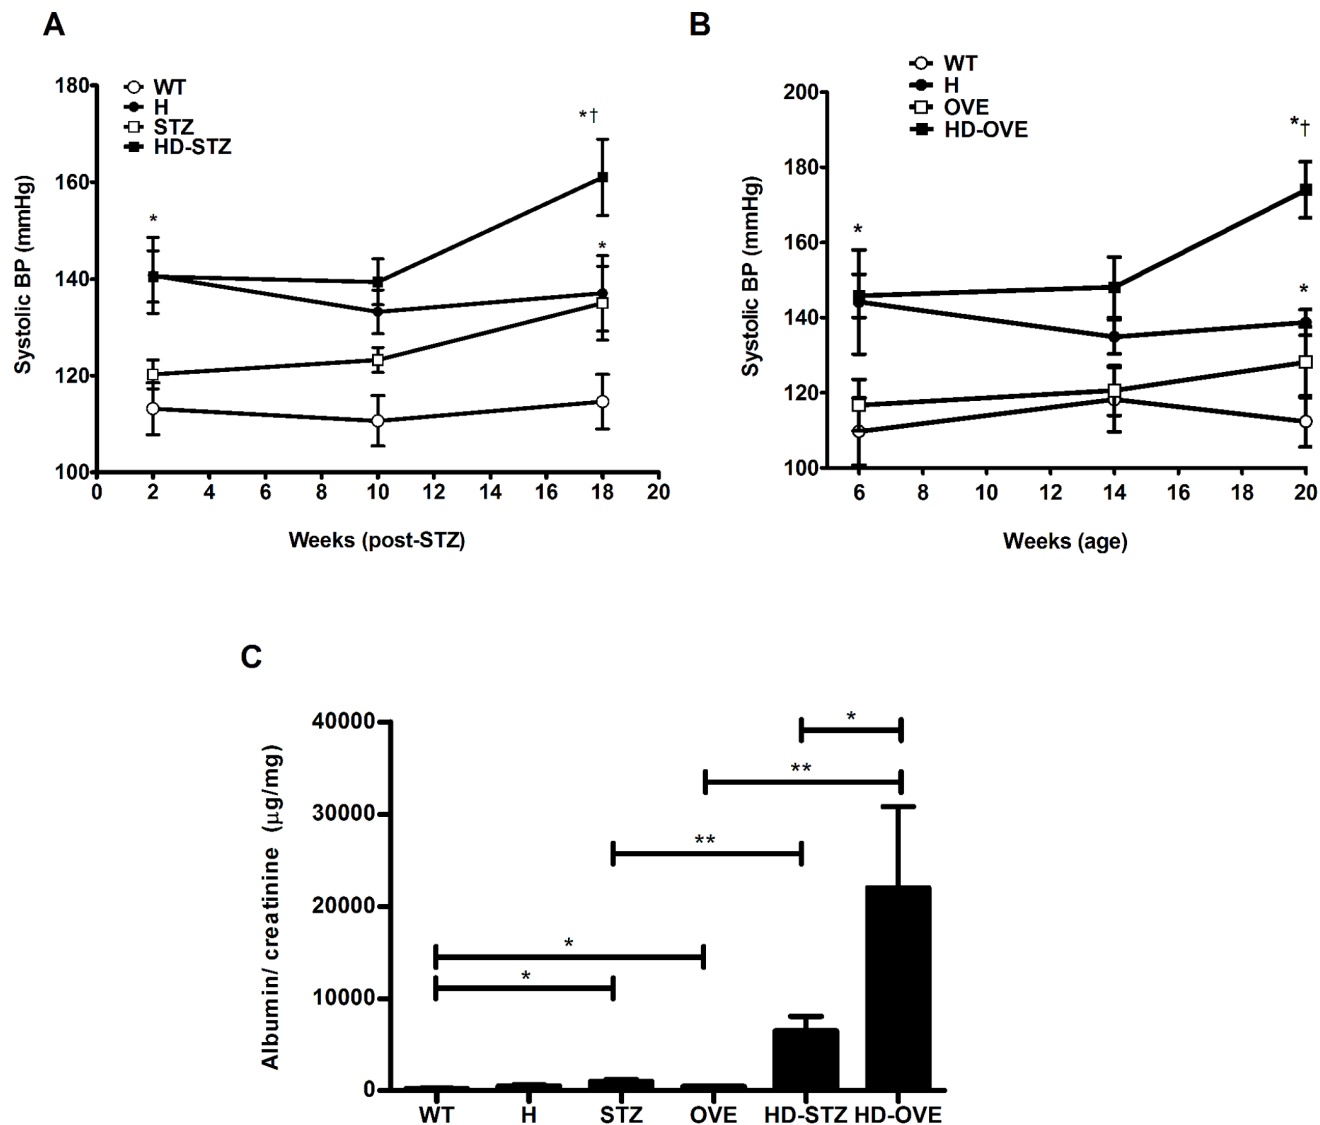 A
WT
H
STZ
HD-STZ
Systolic BP (mmHg)
180
160
140
120
100
*
*†
*
0 2 4 6 8 10 12 14 16 18 20
Weeks (post-STZ)
B
WT
H
OVE
HD-OVE
Systolic BP (mmHg)
200
180
160
140
120
100
*
*†
*
6 8 10 12 14 16 18 20
Weeks (age)
C
Albumin/ creatinine (μg/mg)
40000
30000
20000
10000
0
*
**
**
*
*
WT H STZ OVE HD-STZ HD-OVE